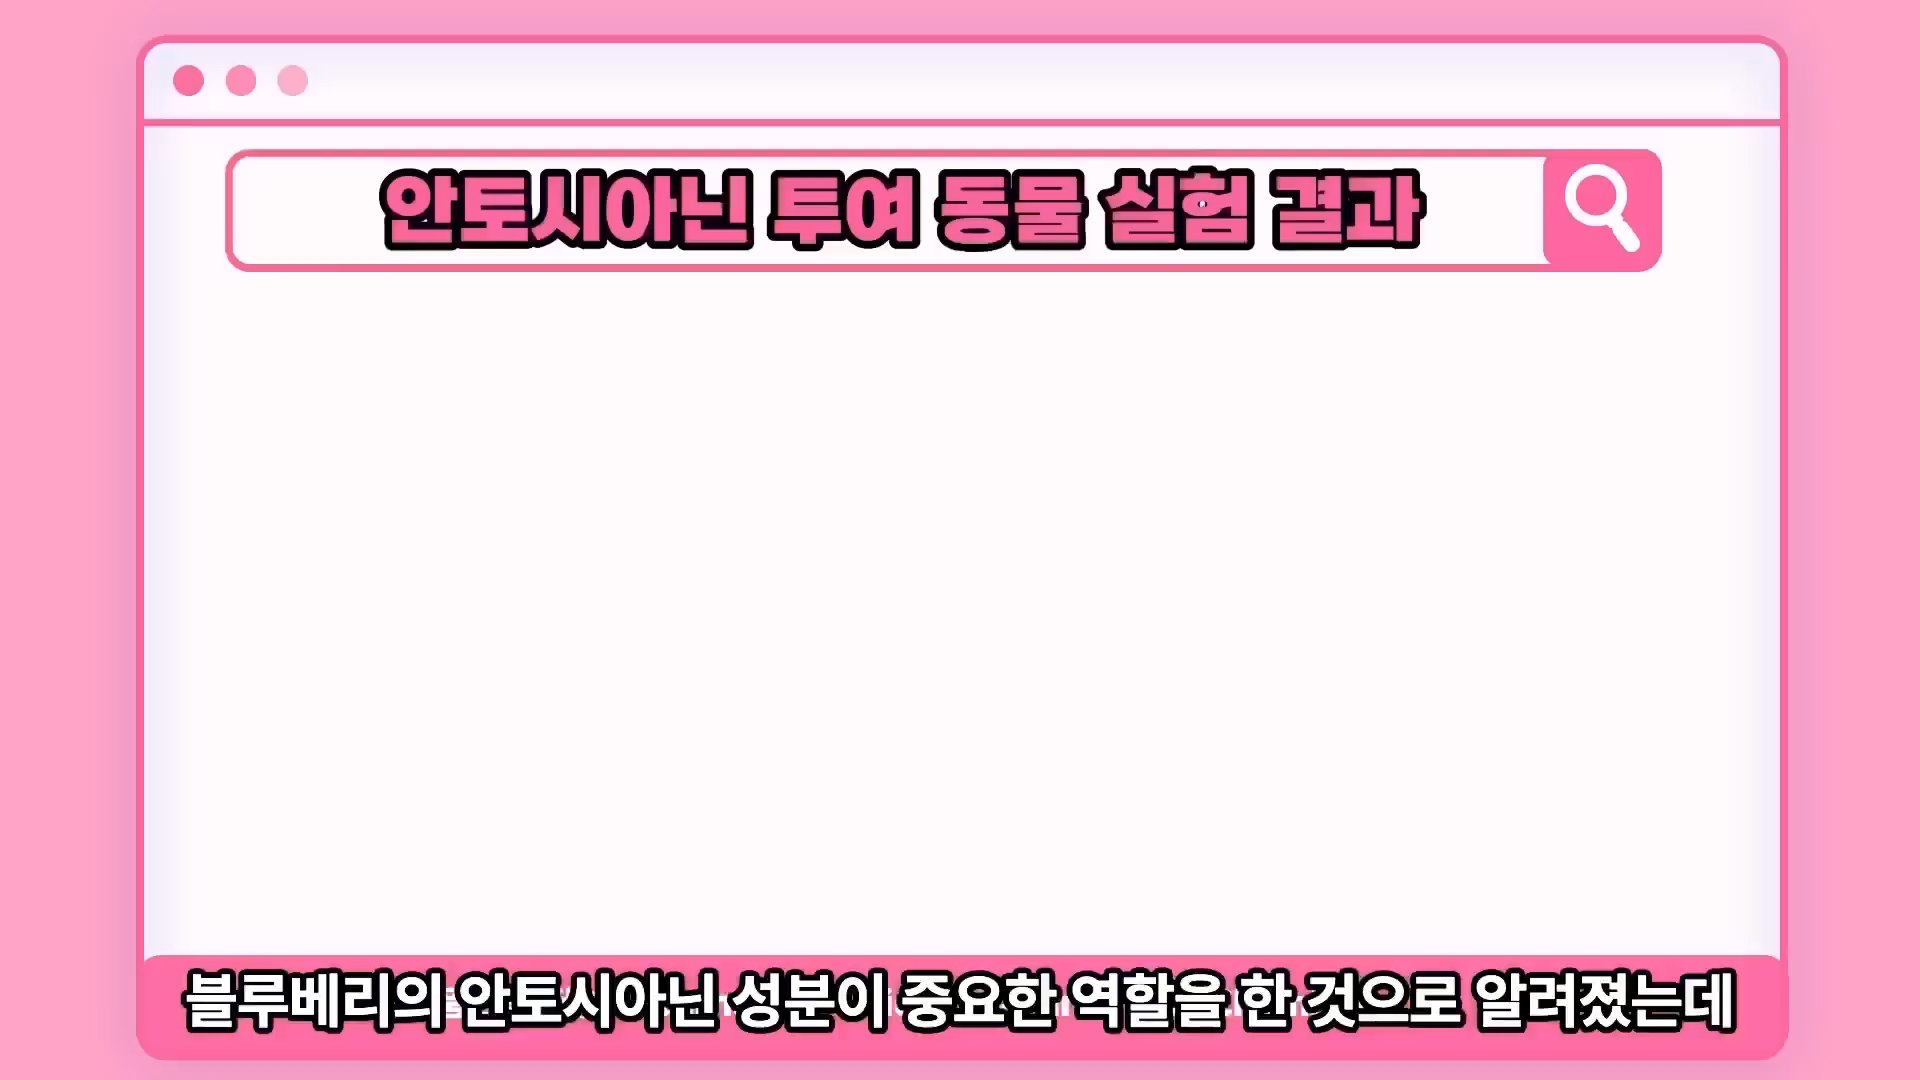 안토시아닌 투여 동물 실험 결과
블루베리의 안토시아닌 성분이 중요한 역할을 한 것으로 알려졌는데